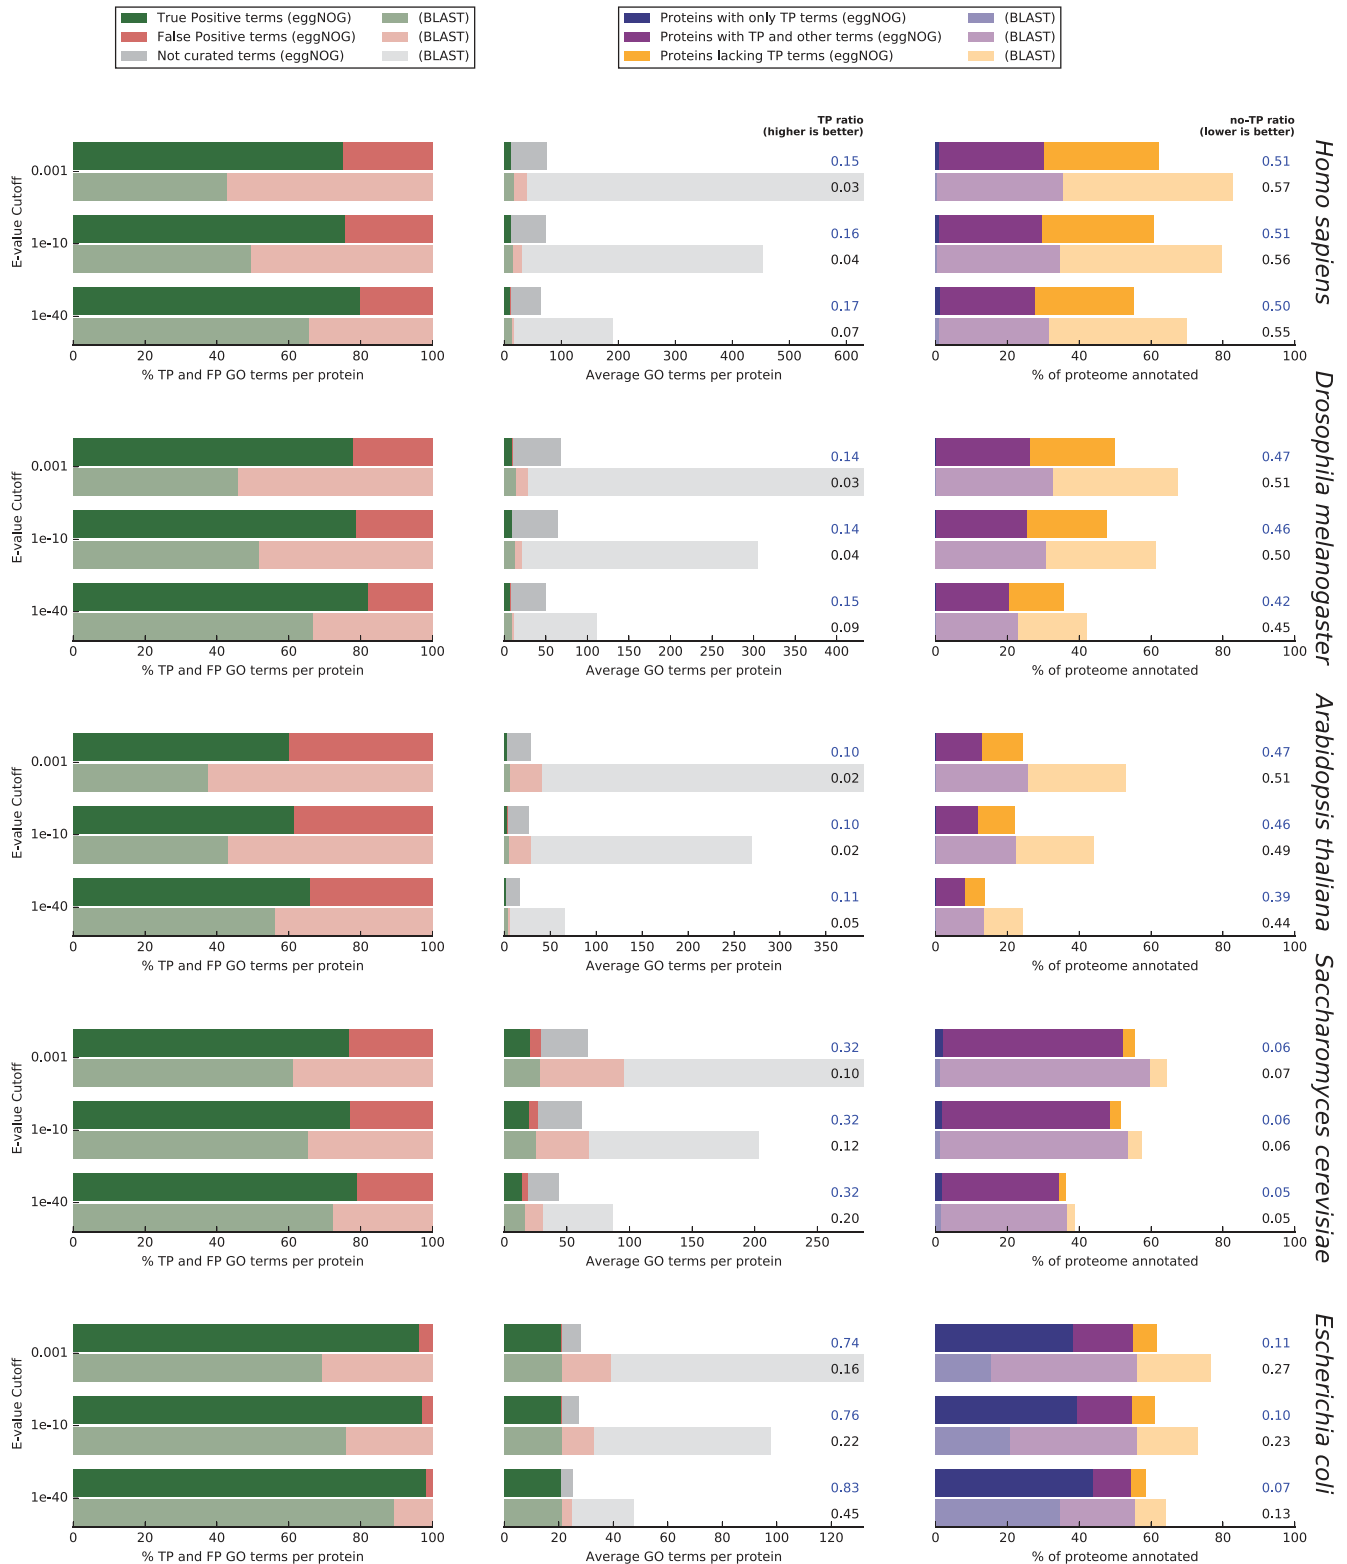 True Positive terms (eggNOG) (BLAST)
False Positive terms (eggNOG) (BLAST)
Not curated terms (eggNOG) (BLAST)
Proteins with only TP terms (eggNOG) (BLAST)
Proteins with TP and other terms (eggNOG) (BLAST)
Proteins lacking TP terms (eggNOG) (BLAST)
TP ratio
(higher is better)
no-TP ratio
(lower is better)
Homo sapiens
E-value Cutoff
0.001
1e-10
1e-40
0 20 40 60 80 100
% TP and FP GO terms per protein
0.15
0.03
0.16
0.04
0.17
0.07
0 100 200 300 400 500 600
Average GO terms per protein
0.51
0.57
0.51
0.56
0.50
0.55
0 20 40 60 80 100
% of proteome annotated
Drosophila melanogaster
E-value Cutoff
0.001
1e-10
1e-40
0 20 40 60 80 100
% TP and FP GO terms per protein
0.14
0.03
0.14
0.04
0.15
0.09
0 50 100 150 200 250 300 350 400
Average GO terms per protein
0.47
0.51
0.46
0.50
0.42
0.45
0 20 40 60 80 100
% of proteome annotated
Arabidopsis thaliana
E-value Cutoff
0.001
1e-10
1e-40
0 20 40 60 80 100
% TP and FP GO terms per protein
0.10
0.02
0.10
0.02
0.11
0.05
0 50 100 150 200 250 300 350
Average GO terms per protein
0.47
0.51
0.46
0.49
0.39
0.44
0 20 40 60 80 100
% of proteome annotated
Saccharomyces cerevisiae
E-value Cutoff
0.001
1e-10
1e-40
0 20 40 60 80 100
% TP and FP GO terms per protein
0.32
0.10
0.32
0.12
0.32
0.20
0 50 100 150 200 250
Average GO terms per protein
0.06
0.07
0.06
0.06
0.05
0.05
0 20 40 60 80 100
% of proteome annotated
Escherichia coli
E-value Cutoff
0.001
1e-10
1e-40
0 20 40 60 80 100
% TP and FP GO terms per protein
0.74
0.16
0.76
0.22
0.83
0.45
0 20 40 60 80 100 120
Average GO terms per protein
0.11
0.27
0.10
0.23
0.07
0.13
0 20 40 60 80 100
% of proteome annotated